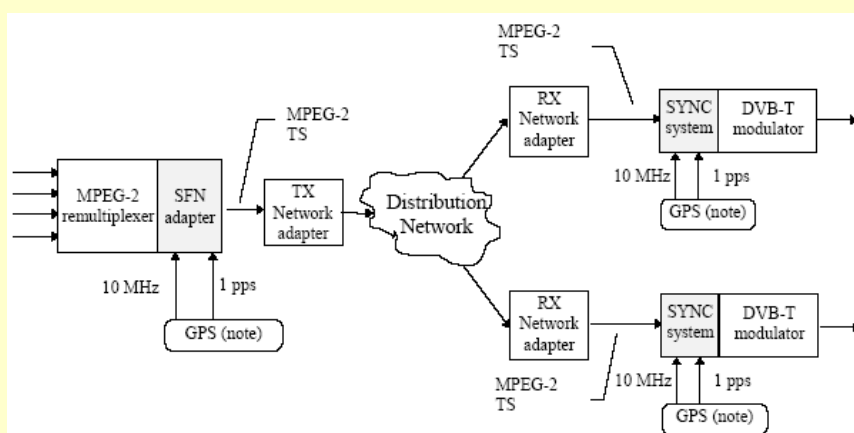 MPEG-2
remultiplexer
SFN
adapter
10 MHz
1 pps
GPS (note)
MPEG-2
TS
TX
Network
adapter
Distribution
Network
MPEG-2
TS
RX
Network
adapter
SYNC
system
DVB-T
modulator
10 MHz
1 pps
GPS (note)
RX
Network
adapter
MPEG-2
TS
SYNC
system
DVB-T
modulator
10 MHz
1 pps
GPS (note)